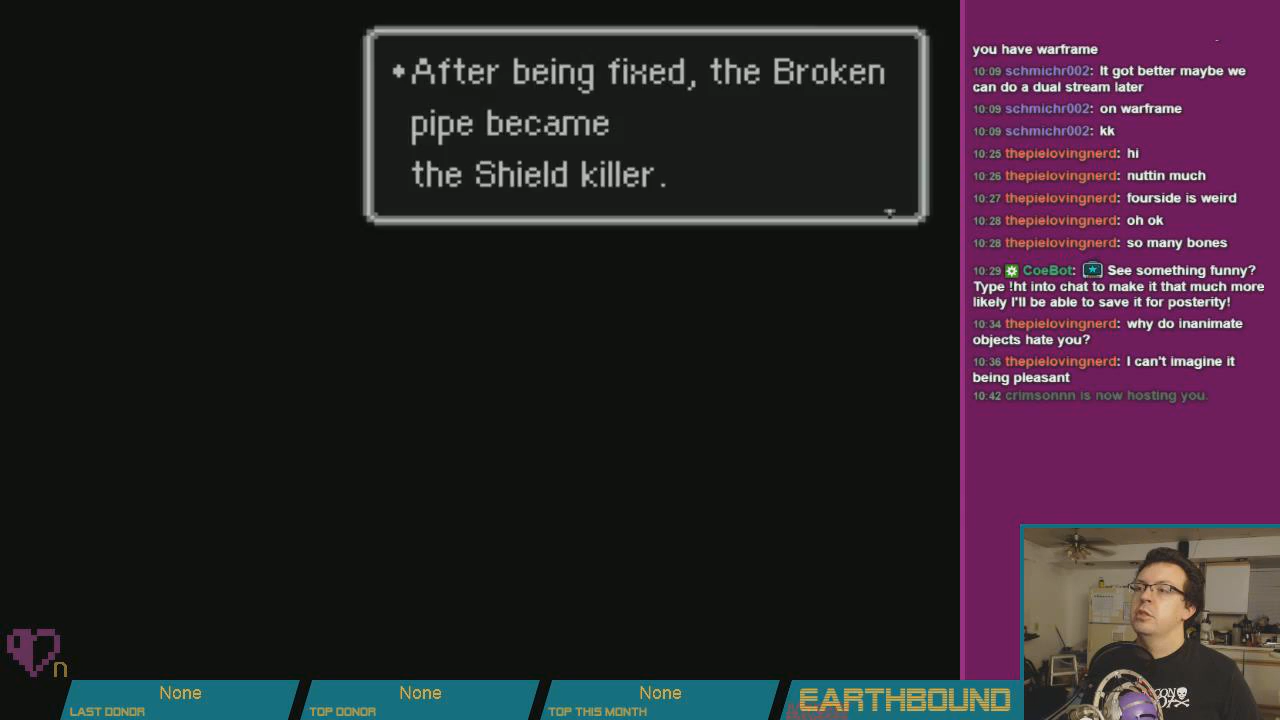 •After being fixed, the Broken
pipe became
the Shield killer.
you have warframe
10:09 schmichr002: It got better maybe we
can do a dual stream later
10:09 schmichr002: on warframe
10:09 schmichr002: kk
10:25 thepielovingnerd: hi
10:26 thepielovingnerd: nuttin much
10:27 thepielovingnerd: fourside is weird
10:28 thepielovingnerd: oh ok
10:28 thepielovingnerd: so many bones
10:29 CoeBot: See something funny?
Type !ht into chat to make it that much more
likely I'll be able to save it for posterity!
10:34 thepielovingnerd: why do inanimate
objects hate you?
10:36 thepielovingnerd: I can't imagine it
being pleasant
10:42 crimsonnn is now hosting you.
n
None
LAST DONOR
None
TOP DONOR
None
TOP THIS MONTH
EARTHBOUND